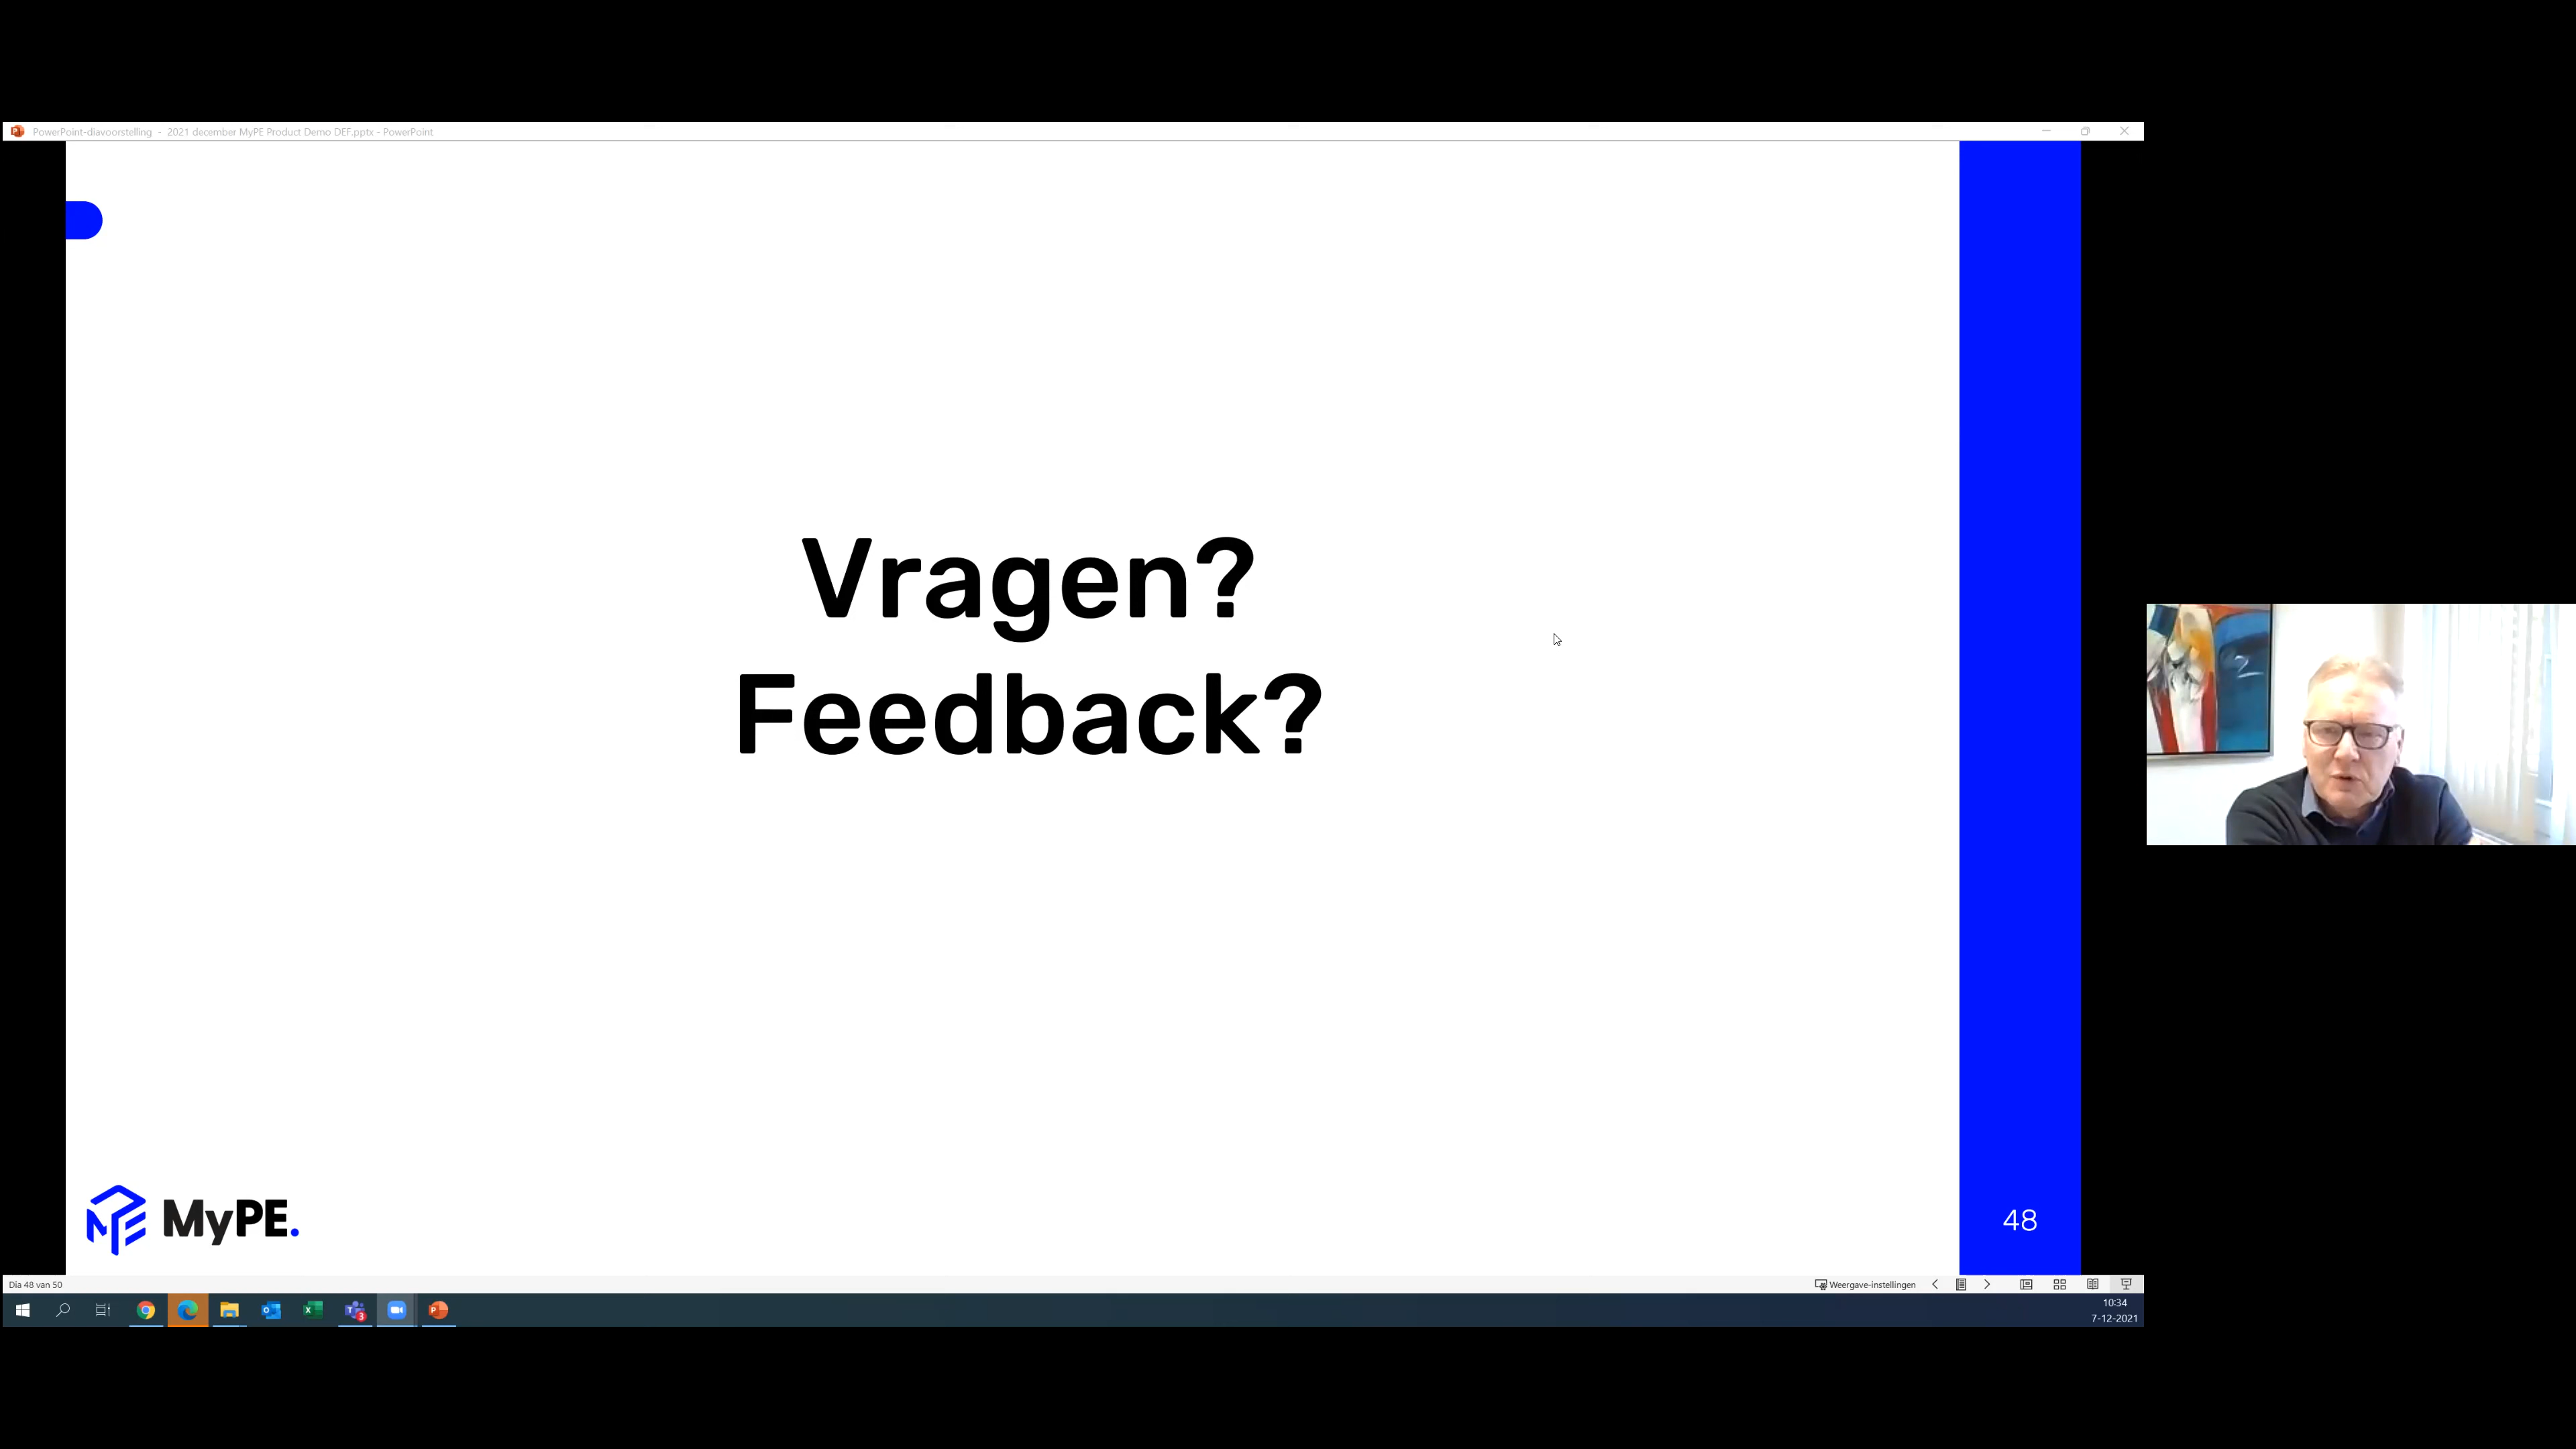 PowerPoint-diavoorstelling - 2021 december MyPE Product Demo DEF.pptx - PowerPoint
Vragen?
Feedback?
MyPE.
48
Dia 48 van 50
Weergave-instellingen
3
10:34
7-12-2021